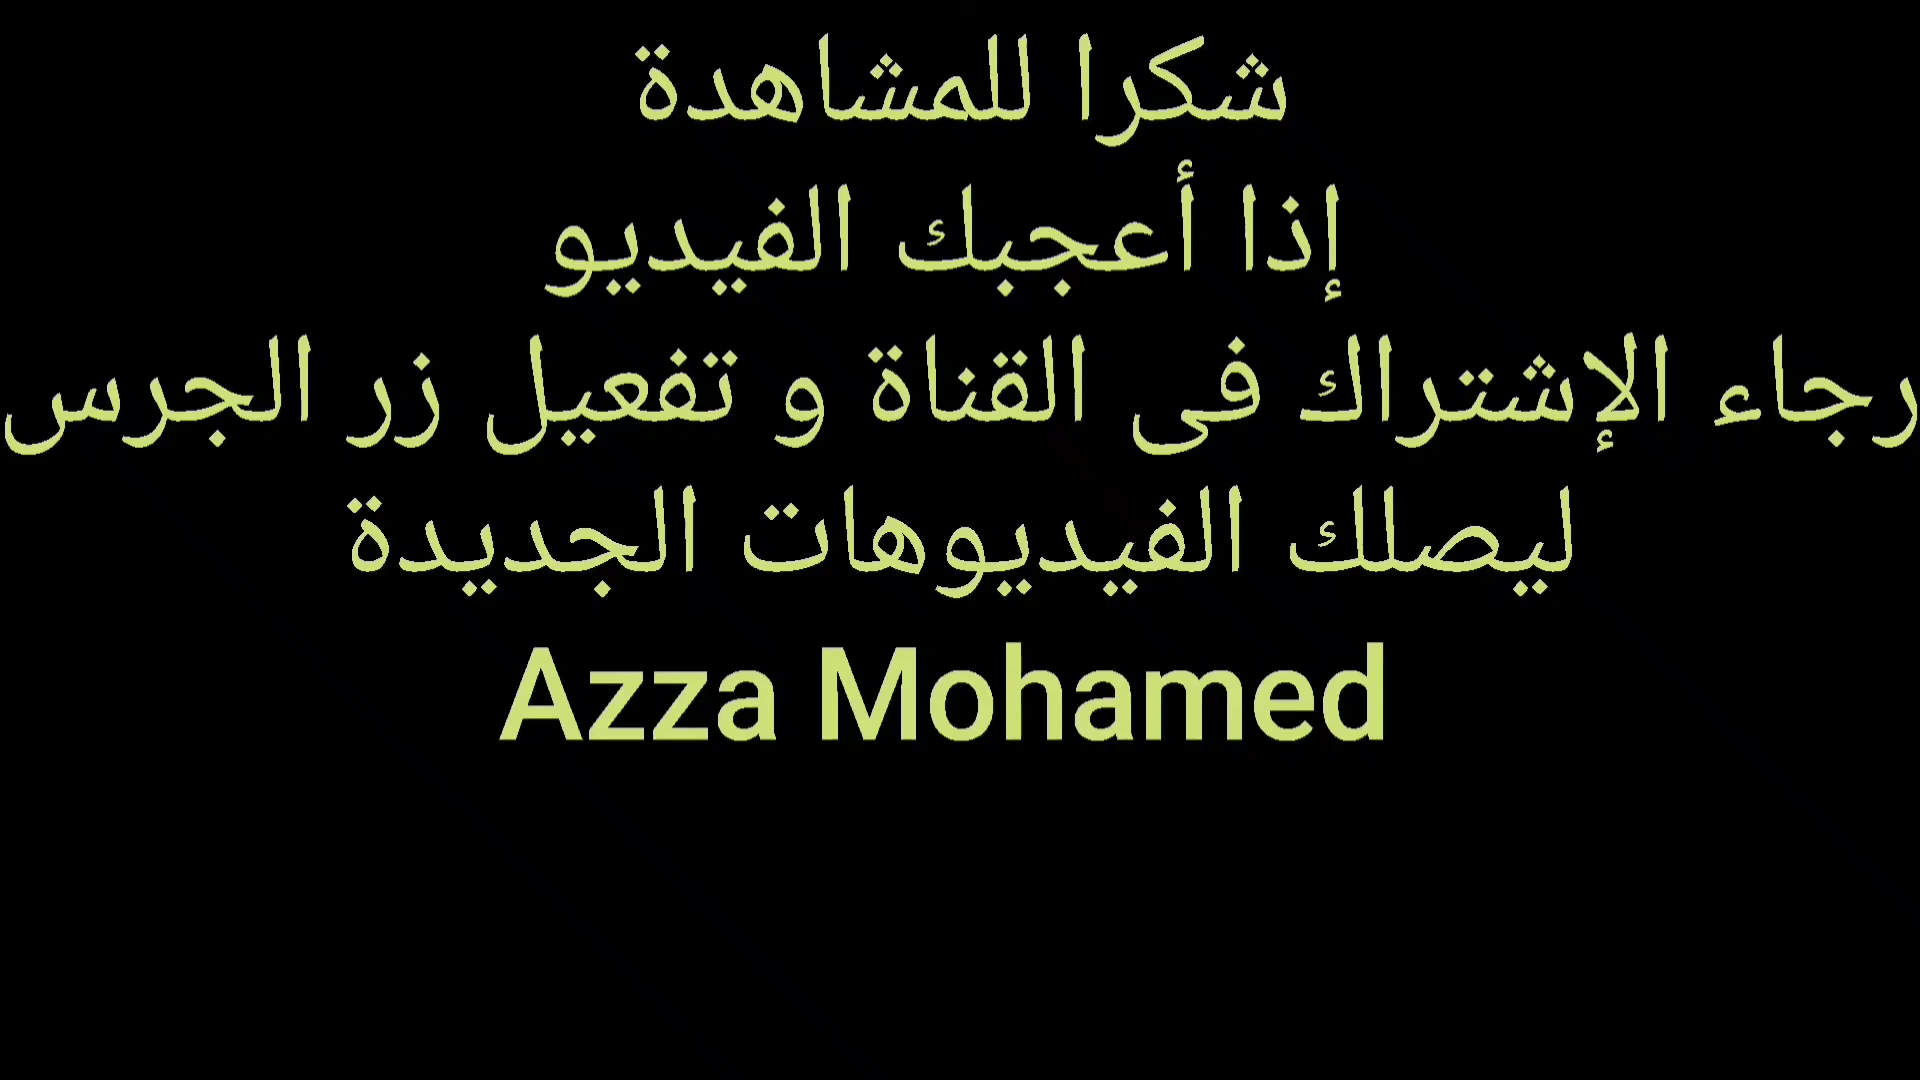 شكرا للمشاهدة
إذا أعجبك الفيديو
رجاء الإشتراك فى القناة و تفعيل زر الجرس
ليصلك الفيديوهات الجديدة
Azza Mohamed